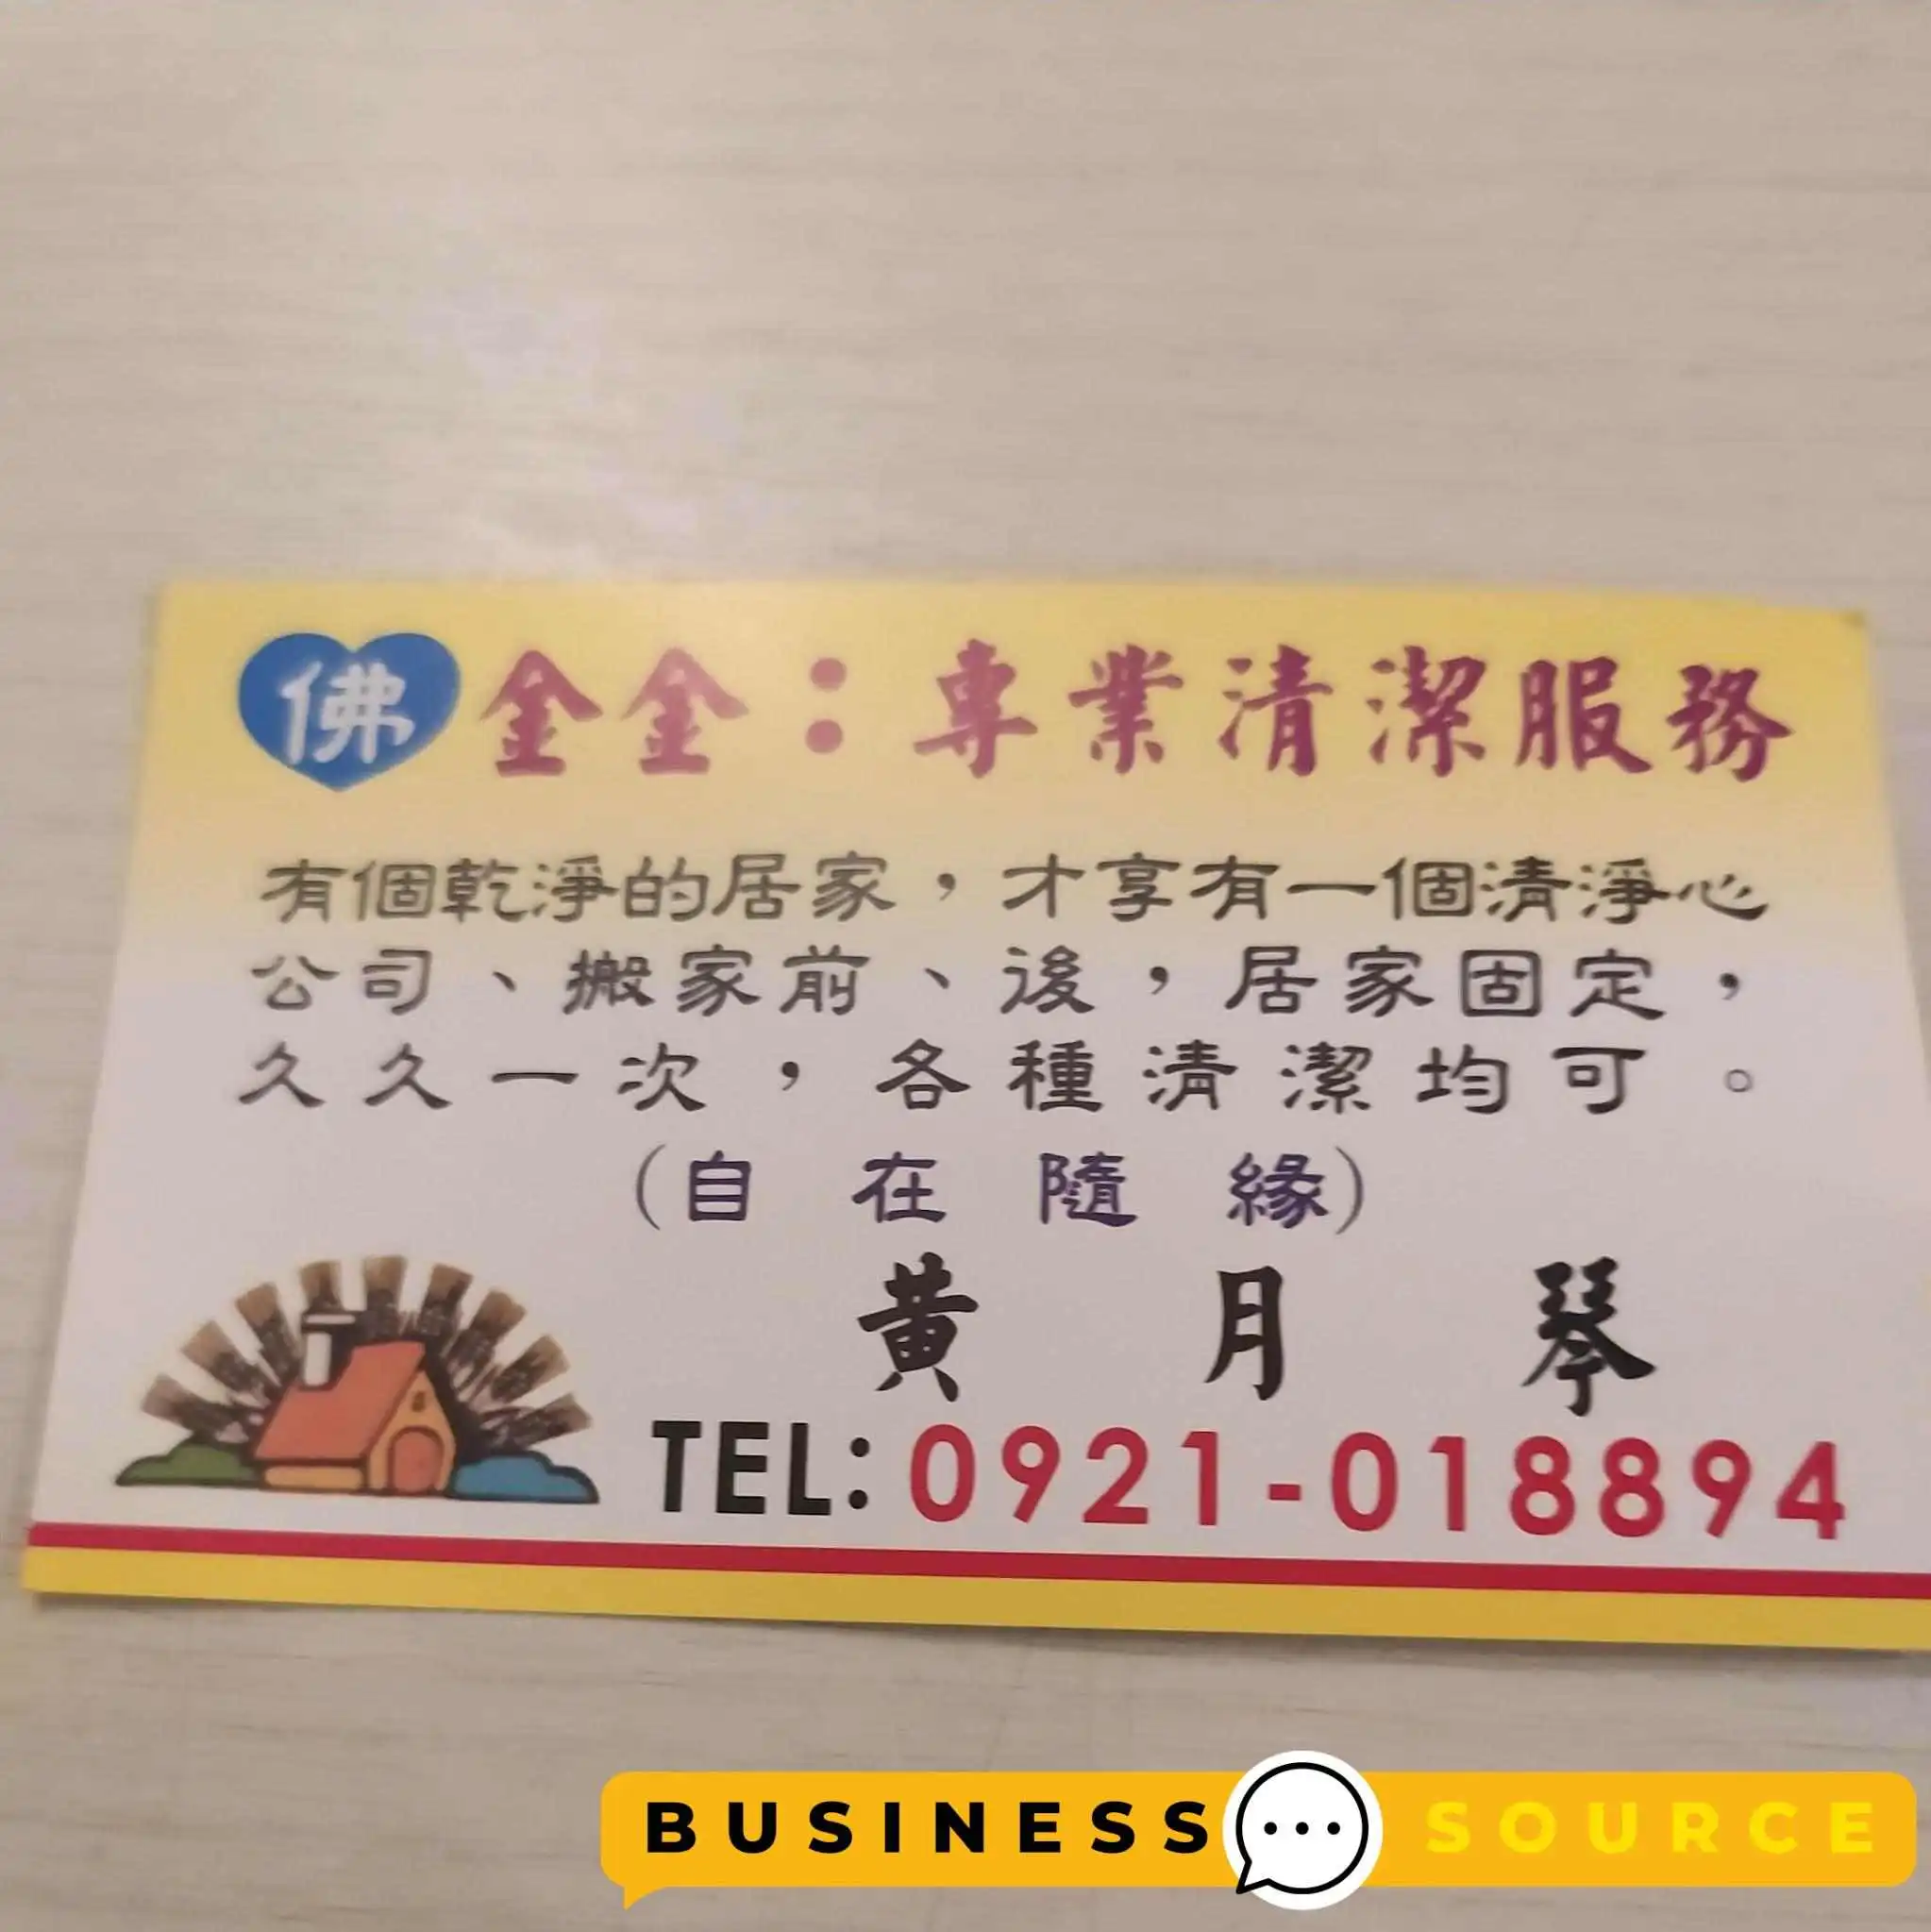 佛 金金：專業清潔服務
有個乾淨的居家，才享有一個清淨心
公司、搬家前、後，居家固定，
久久一次，各種清潔均可。
(自在隨緣)
黃月琴
TEL:0921-018894
BUSINESS SOURCE